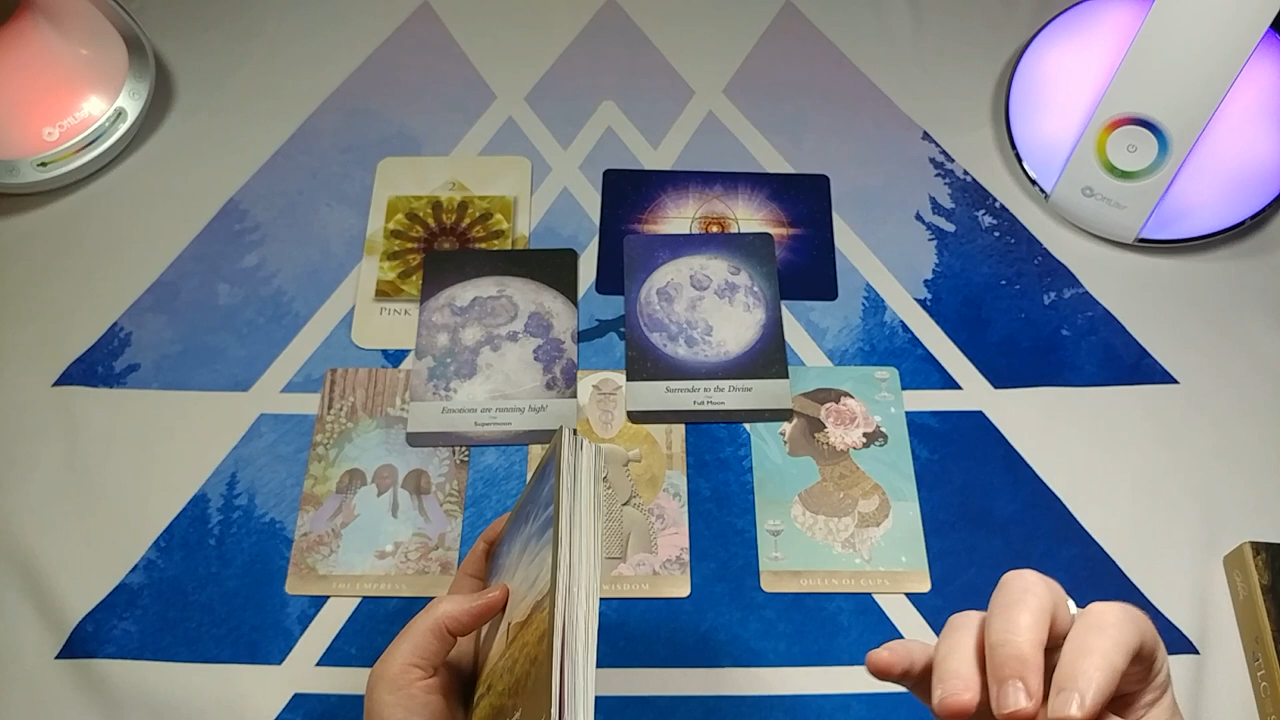 OttLite
OttLite
2
PINK
Emotions are running high!
Supermoon
Surrender to the Divine
Full Moon
THE EMPRESS
WISDOM
QUEEN OF CUPS
TLC